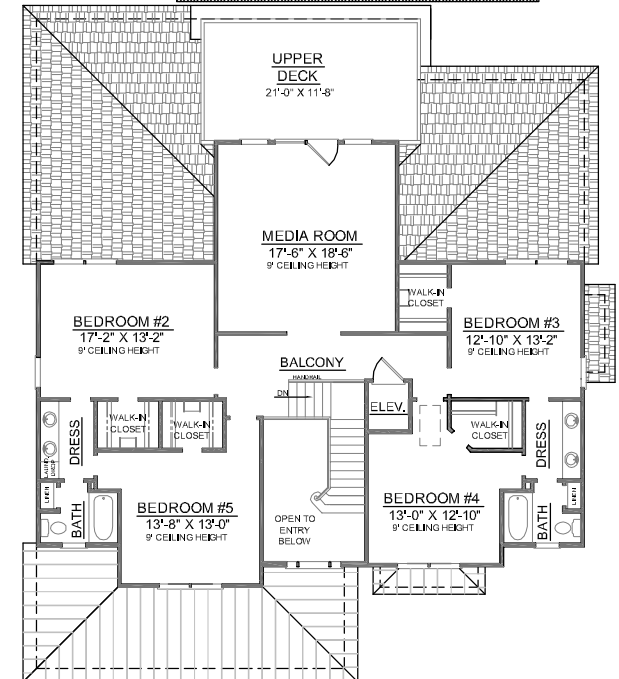 UPPER
DECK
21'-0" X 11'-8"
MEDIA ROOM
17'-6" X 18'-6"
9' CEILING HEIGHT
WALK-IN
CLOSET
BEDROOM #2
17'-2" X 13'-2"
9' CEILING HEIGHT
BEDROOM #3
12'-10" X 13'-2"
9' CEILING HEIGHT
BALCONY
HANDRAIL
DN
ELEV.
WALK-IN
CLOSET
WALK-IN
CLOSET
WALK-IN
CLOSET
DRESS
LAUND.
DROP
DRESS
LINEN
BATH
BEDROOM #5
13'-8" X 13'-0"
9' CEILING HEIGHT
OPEN TO
ENTRY
BELOW
BEDROOM #4
13'-0" X 12'-10"
9' CEILING HEIGHT
BATH
LINEN